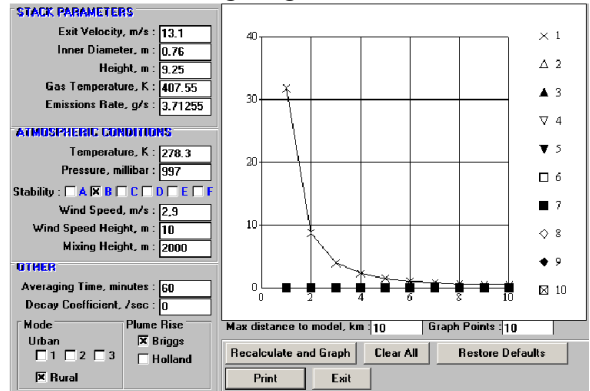 STACK PARAMETERS
Exit Velocity, m/s : 13.1
Inner Diameter, m : 0.76
Height, m : 9.25
Gas Temperature, K : 407.55
Emissions Rate, g/s : 3.71255
ATMOSPHERIC CONDITIONS
Temperature, K : 278.3
Pressure, millibar : 997
Stability : A B C D E F
Wind Speed, m/s : 2,9
Wind Speed Height, m : 10
Mixing Height, m : 2000
OTHER
Averaging Time, minutes : 60
Decay Coefficient, /sec : 0
Mode
Urban
1 2 3
Rural
Plume Rise
Briggs
Holland
40
30
20
10
0
0 2 4 6 8 10
1
2
3
4
5
6
7
8
9
10
Max distance to model, km : 10 Graph Points : 10
Recalculate and Graph Clear All Restore Defaults
Print Exit